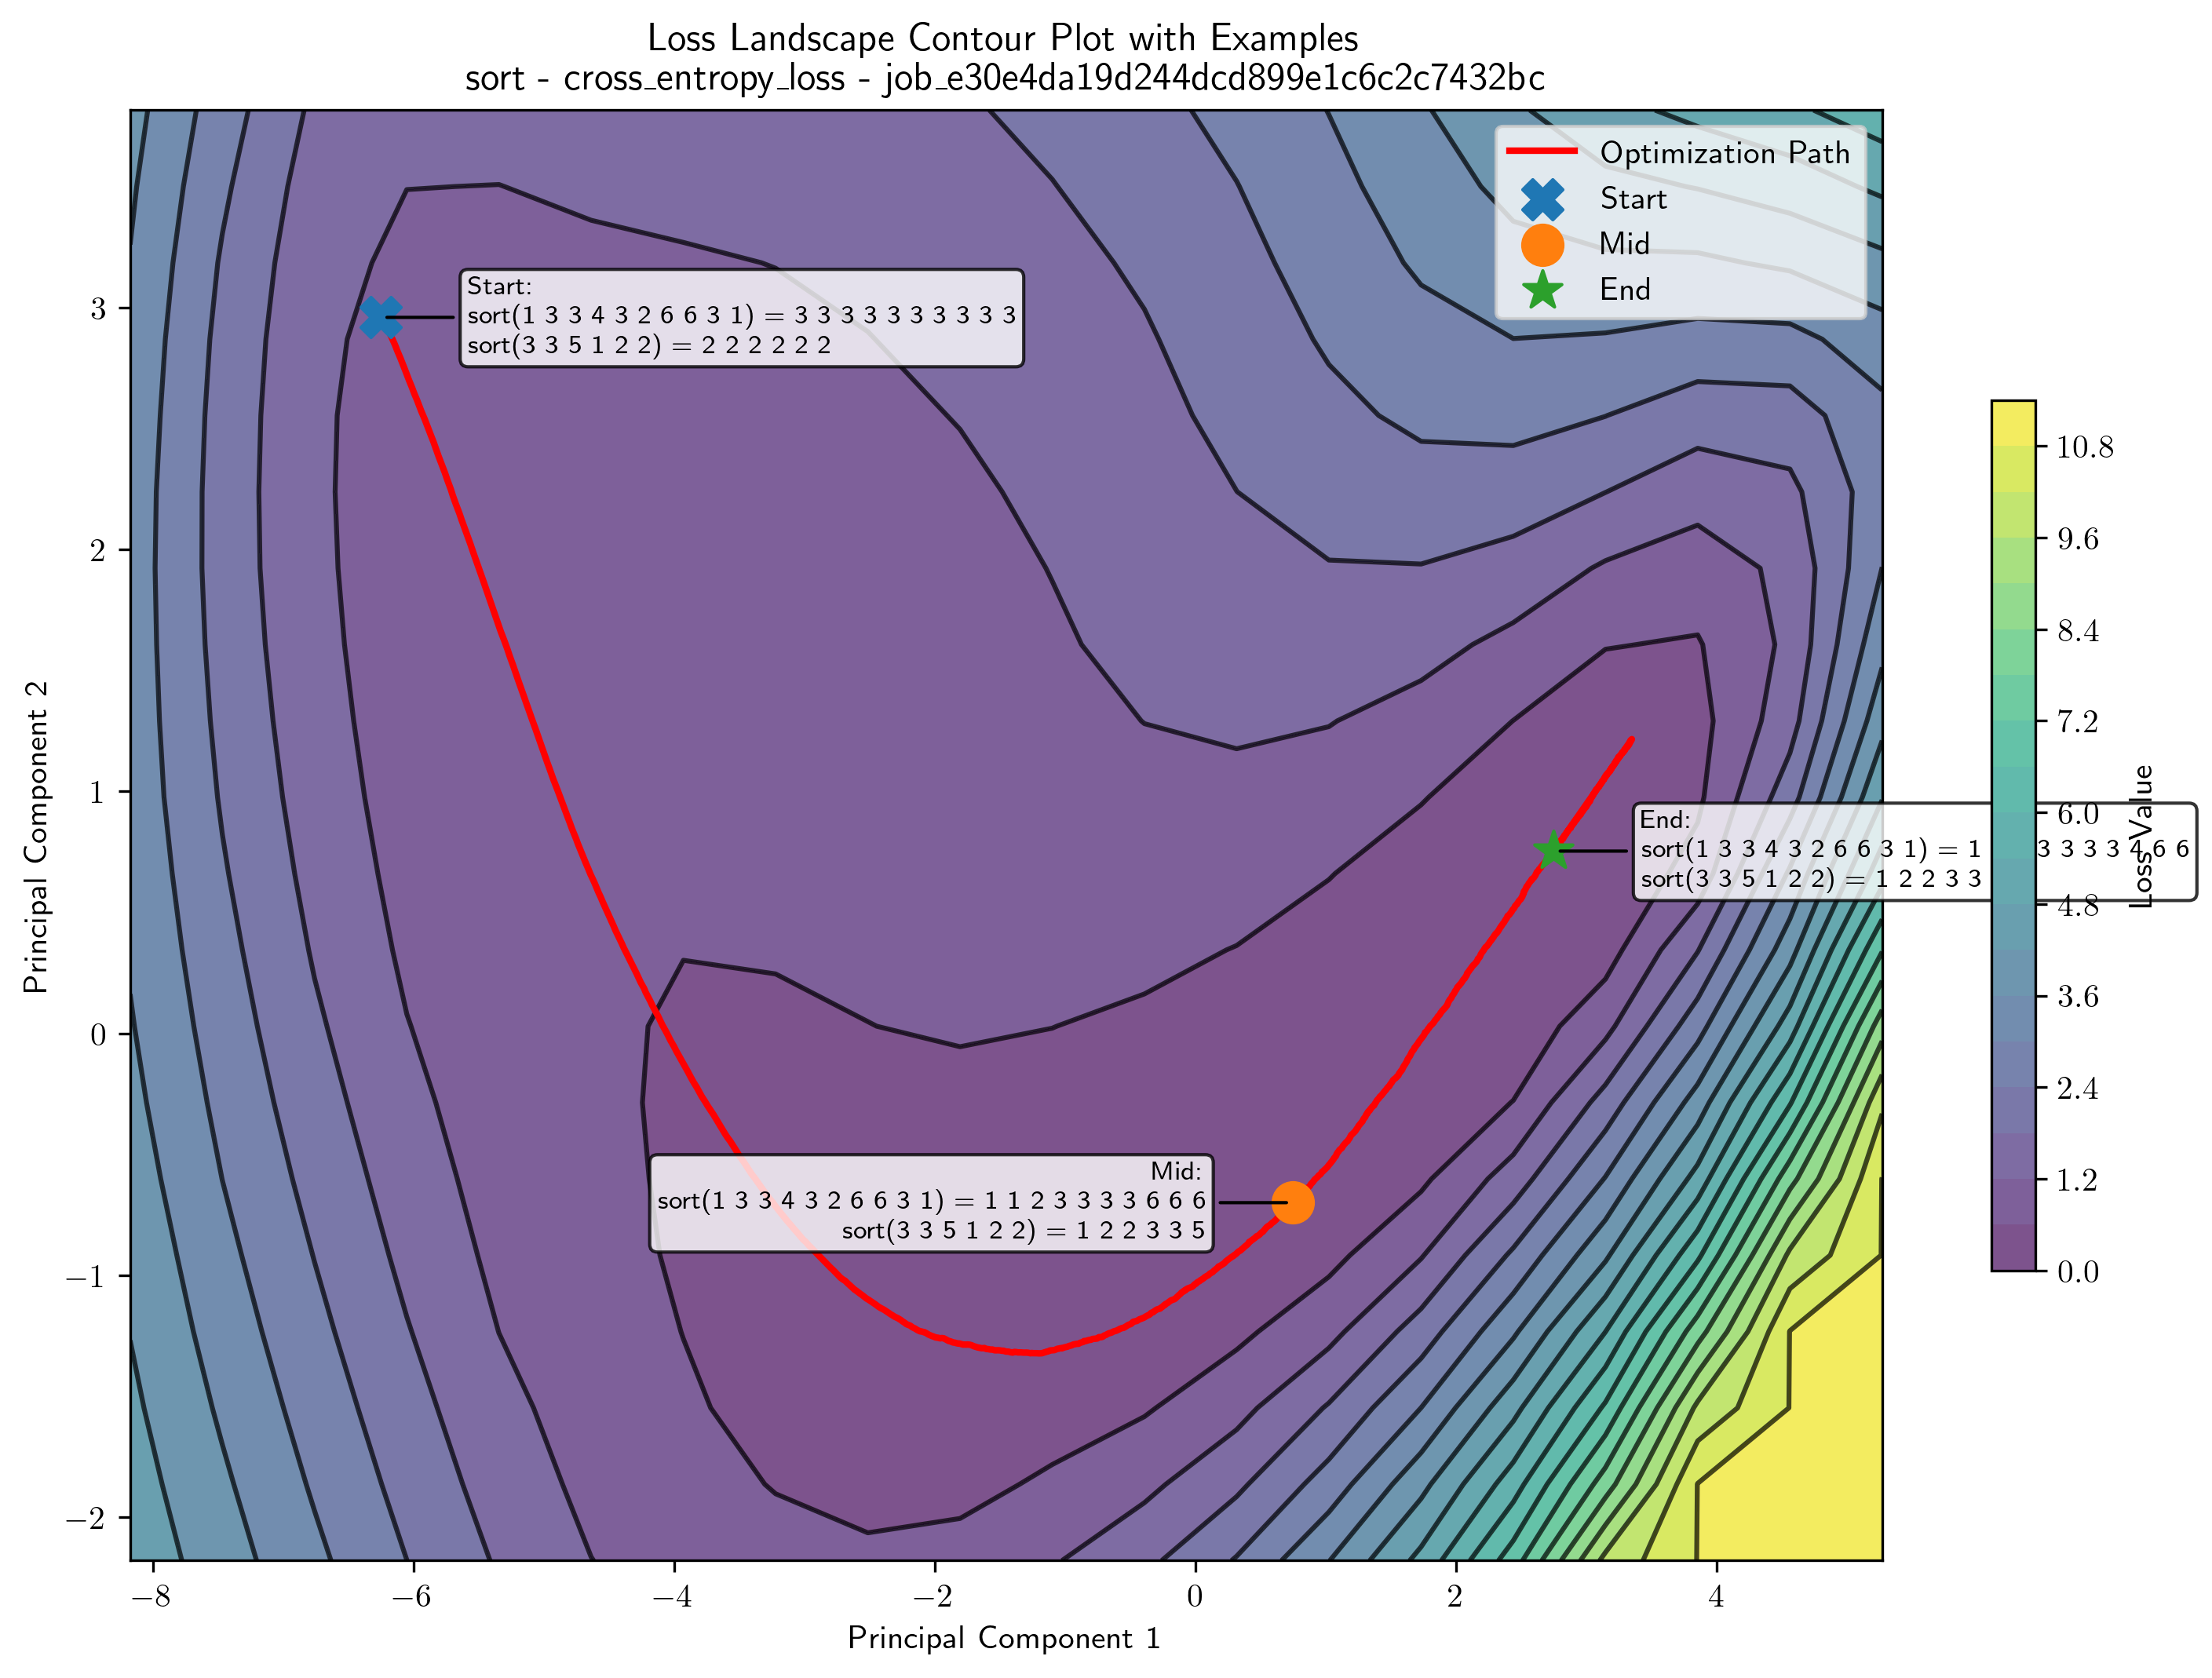 Loss Landscape Contour Plot with Examples
sort - cross_entropy_loss - job_e30e4da19d244dcd899e1c6c2c7432bc
Optimization Path
Start
Mid
End
Start:
sort(1 3 3 4 3 2 6 6 3 1) = 3 3 3 3 3 3 3 3 3 3
sort(3 3 5 1 2 2) = 2 2 2 2 2 2
Mid:
sort(1 3 3 4 3 2 6 6 3 1) = 1 1 2 3 3 3 3 6 6 6
sort(3 3 5 1 2 2) = 1 2 2 3 3 5
End:
sort(1 3 3 4 3 2 6 6 3 1) = 1 3 3 3 3 4 6 6
sort(3 3 5 1 2 2) = 1 2 2 3 3
3
2
1
0
−1
−2
−8 −6 −4 −2 0 2 4
Principal Component 1
Principal Component 2
10.8
9.6
8.4
7.2
6.0
4.8
3.6
2.4
1.2
0.0
Loss Value